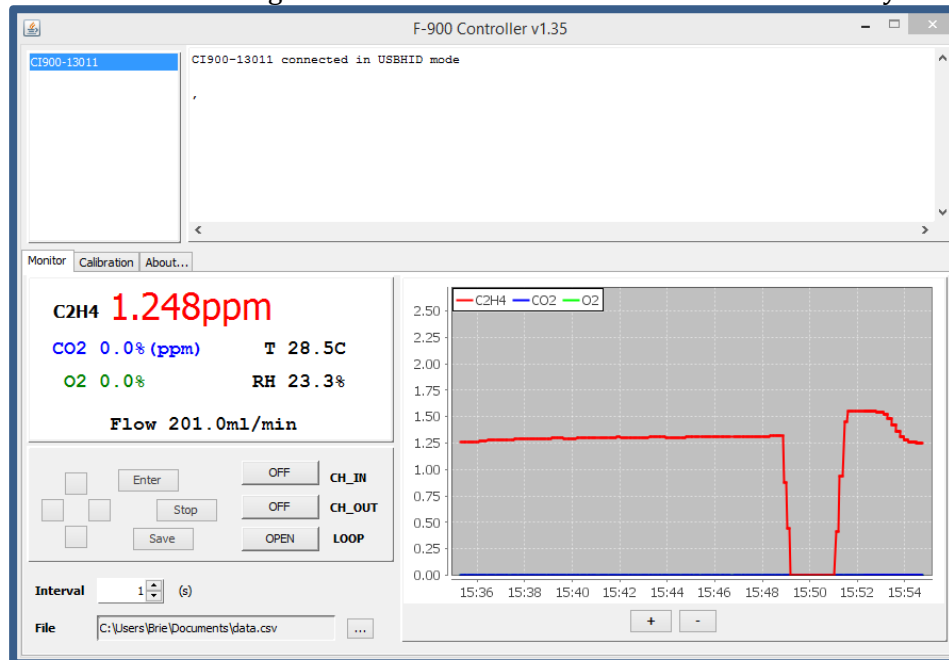 F-900 Controller v1.35
CI900-13011
CI900-13011 connected in USBHID mode
,
Monitor Calibration About...
C2H4 1.248ppm
CO2 0.0%(ppm) T 28.5C
O2 0.0% RH 23.3%
Flow 201.0ml/min
Enter
Stop
Save
OFF CH_IN
OFF CH_OUT
OPEN LOOP
Interval 1 (s)
File C:\Users\Brie\Documents\data.csv ...
C2H4 CO2 O2
2.50
2.25
2.00
1.75
1.50
1.25
1.00
0.75
0.50
0.25
0.00
15:36 15:38 15:40 15:42 15:44 15:46 15:48 15:50 15:52 15:54
+ -